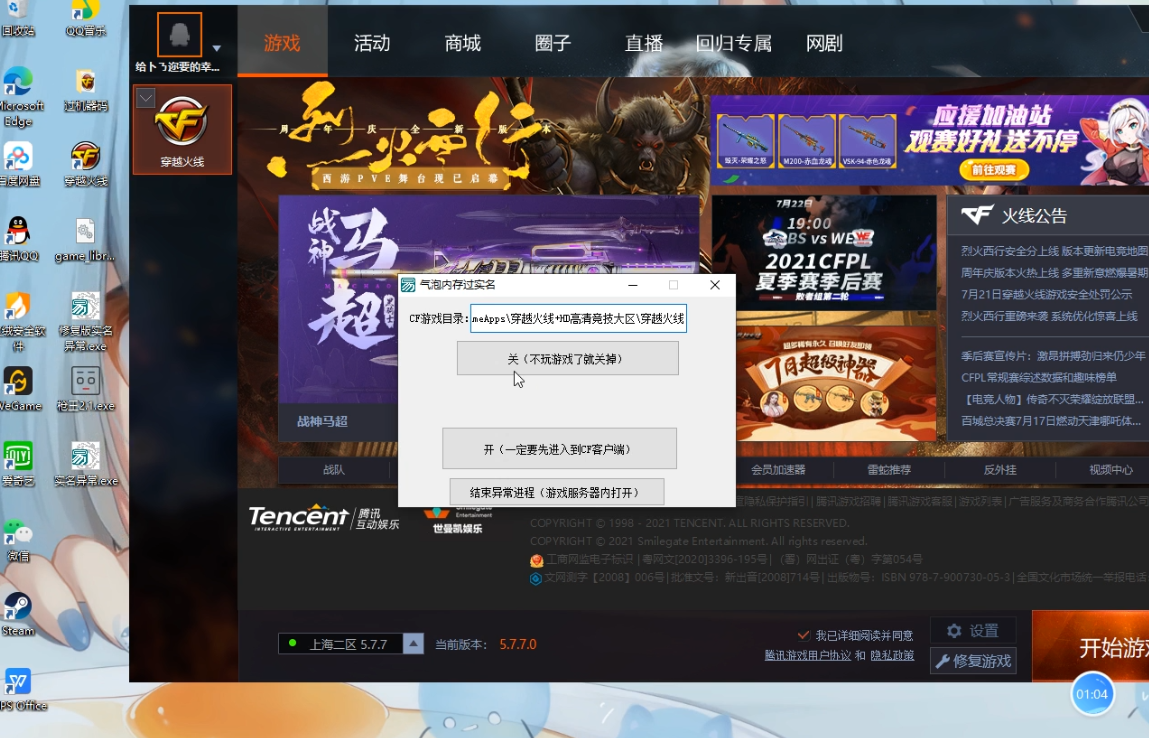 回收站
QQ音乐
Microsoft
Edge
过机器码
百度网盘
穿越火线
腾讯QQ
game_libr...
修复版实名
异常.exe
件
WeGame
枪王2.1.exe
爱奇艺
实名异常.exe
微信
Steam
PS Office
穿越火线
游戏
活动
商城
圈子
直播
回归专属
网剧
周年庆全新版本
烈火西行
西游PVE舞台现已启幕
毁灭-荣耀之怒
M200-赤血龙魂
VSK-94-赤色龙魂
应援加油站
观赛好礼送不停
前往观赛
战神
马超
战神马超
7月22日
19:00
BS vs WE
2021CFPL
夏季赛季后赛
败者组第二轮
7月超级神器
火线公告
烈火西行安全分上线 版本更新电竞地图
周年庆版本火热上线 多重新意燃爆暑期
7月21日穿越火线游戏安全处罚公示
烈火西行重磅来袭 系统优化惊喜上线
季后赛宣传片：激昂拼搏劲归来仍少年
CFPL常规赛综述数据和趣味榜单
【电竞人物】传奇不灭荣耀绽放联盟...
百城总决赛7月17日燃动天津哪吒体...
气泡内存过实名
CF游戏目录：
meApps\穿越火线+HD高清竞技大区\穿越火线
关（不玩游戏了就关掉）
开（一定要先进入到CF客户端）
结束异常进程（游戏服务器内打开）
战队
会员加速器
雷蛇推荐
反外挂
视频中心
Tencent 腾讯
INTERACTIVE ENTERTAINMENT 互动娱乐
Entertainment
世曼凯娱乐
隐私保护指引|腾讯游戏招聘|腾讯游戏客服|游戏列表|广告服务及商务合作腾讯公司
COPYRIGHT © 1998 - 2021 TENCENT. ALL RIGHTS RESERVED.
COPYRIGHT © 2021 Smilegate Entertainment. All rights reserved.
工商网监电子标识|粤网文[2020]3396-195号|（署）网出证（粤）字第054号
文网测字【2008】006号|批准文号：新出音[2008]714号|出版物号：ISBN 978-7-900730-05-3|全国文化市场统一举报电话
上海二区 5.7.7
当前版本：
5.7.7.0
我已详细阅读并同意
腾讯游戏用户协议 和 隐私政策
设置
修复游戏
开始游
01:04